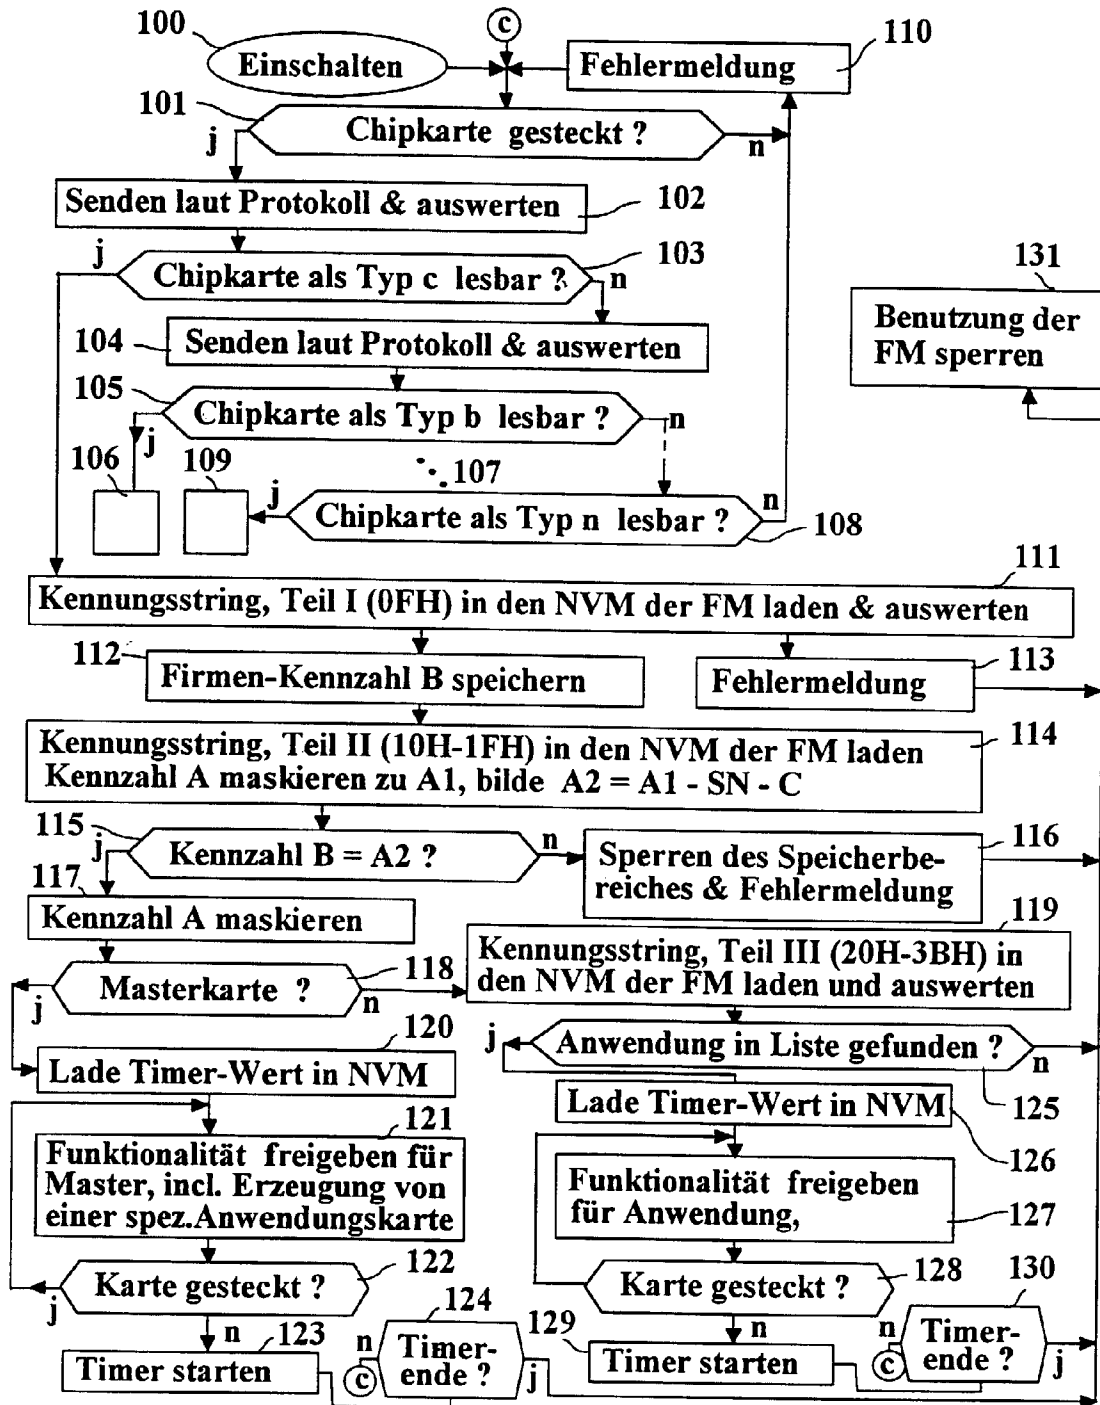 100
c
110
Einschalten
Fehlermeldung
101
Chipkarte gesteckt ?
j
n
Senden laut Protokoll & auswerten
102
j
Chipkarte als Typ c lesbar ?
103
n
131
Benutzung der
FM sperren
104
Senden laut Protokoll & auswerten
105
Chipkarte als Typ b lesbar ?
j
n
106
109
107
j
Chipkarte als Typ n lesbar ?
n
108
111
Kennungsstring, Teil I (0FH) in den NVM der FM laden & auswerten
112
Firmen-Kennzahl B speichern
Fehlermeldung
113
Kennungsstring, Teil II (10H-1FH) in den NVM der FM laden
Kennzahl A maskieren zu A1, bilde A2 = A1 - SN - C
114
115
j
Kennzahl B = A2 ?
n
Sperren des Speicherbe-
reiches & Fehlermeldung
116
117
Kennzahl A maskieren
119
Kennungsstring, Teil III (20H-3BH) in
den NVM der FM laden und auswerten
118
Masterkarte ?
j
n
120
j
Anwendung in Liste gefunden ?
n
125
Lade Timer-Wert in NVM
Lade Timer-Wert in NVM
126
121
Funktionalität freigeben für
Master, incl. Erzeugung von
einer spez.Anwendungskarte
Funktionalität freigeben
für Anwendung,
127
Karte gesteckt ?
122
j
n
Karte gesteckt ?
128
n
130
123
Timer starten
124
n
c
Timer-
ende ?
j
129
Timer starten
n
c
Timer-
ende ?
j